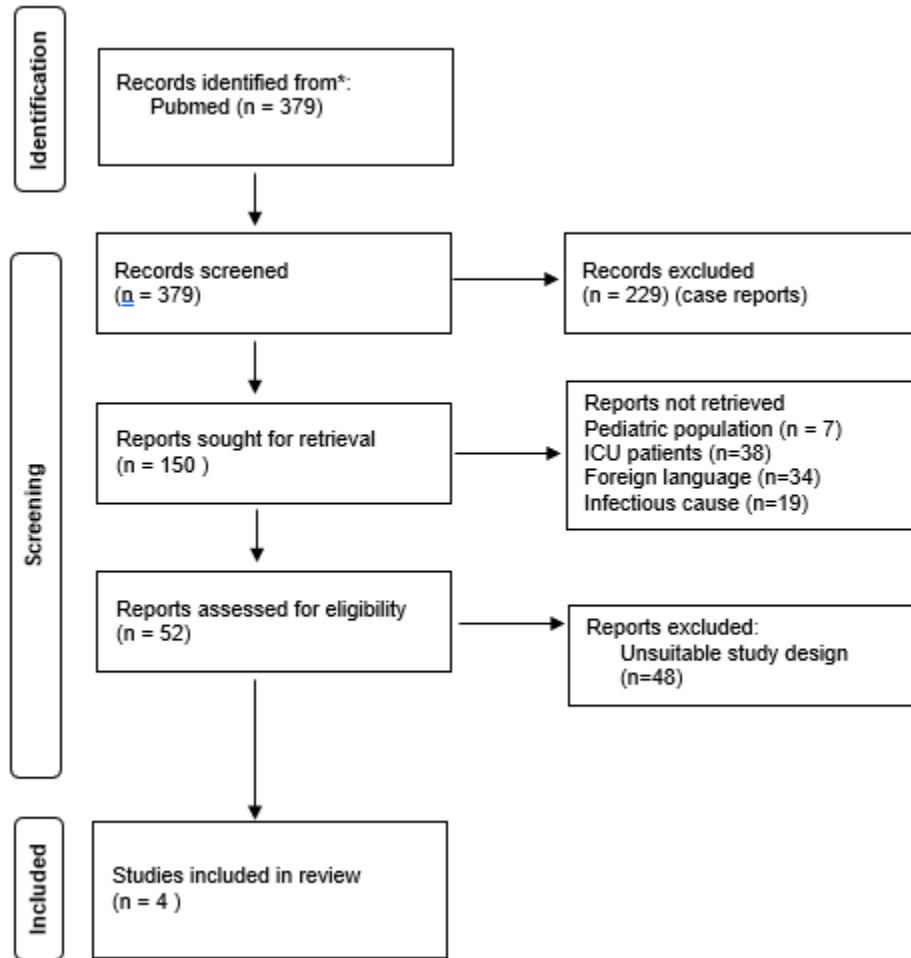 Identification
Records identified from*:
Pubmed (n = 379)
Screening
Records screened
(n = 379)
Records excluded
(n = 229) (case reports)
Reports sought for retrieval
(n = 150 )
Reports not retrieved
Pediatric population (n = 7)
ICU patients (n=38)
Foreign language (n=34)
Infectious cause (n=19)
Reports assessed for eligibility
(n = 52)
Reports excluded:
Unsuitable study design
(n=48)
Included
Studies included in review
(n = 4 )